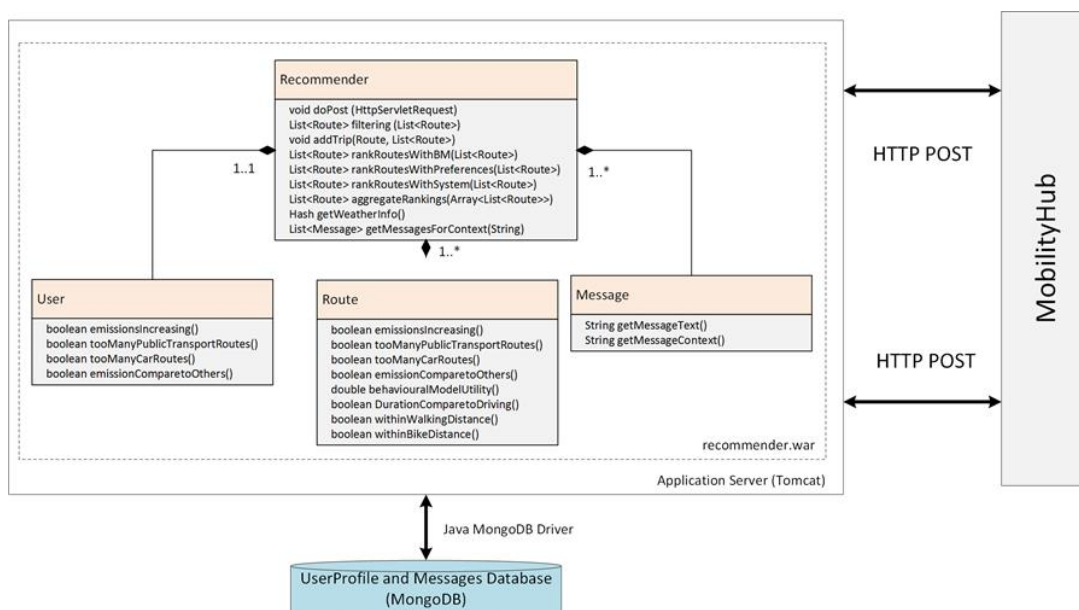 Recommender
void doPost (HttpServletRequest)
List<Route> filtering (List<Route>)
void addTrip(Route, List<Route>)
List<Route> rankRoutesWithBM(List<Route>)
List<Route> rankRoutesWithPreferences(List<Route>)
List<Route> rankRoutesWithSystem(List<Route>)
List<Route> aggregateRankings(Array<List<Route>>)
Hash getWeatherInfo()
List<Message> getMessagesForContext(String)
1..1
1..*
1..*
User
boolean emissionsIncreasing()
boolean tooManyPublicTransportRoutes()
boolean tooManyCarRoutes()
boolean emissionComparetoOthers()
Route
boolean emissionsIncreasing()
boolean tooManyPublicTransportRoutes()
boolean tooManyCarRoutes()
boolean emissionComparetoOthers()
double behaviouralModelUtility()
boolean DurationComparetoDriving()
boolean withinWalkingDistance()
boolean withinBikeDistance()
Message
String getMessageText()
String getMessageContext()
recommender.war
Application Server (Tomcat)
HTTP POST
HTTP POST
MobilityHub
Java MongoDB Driver
UserProfile and Messages Database
(MongoDB)